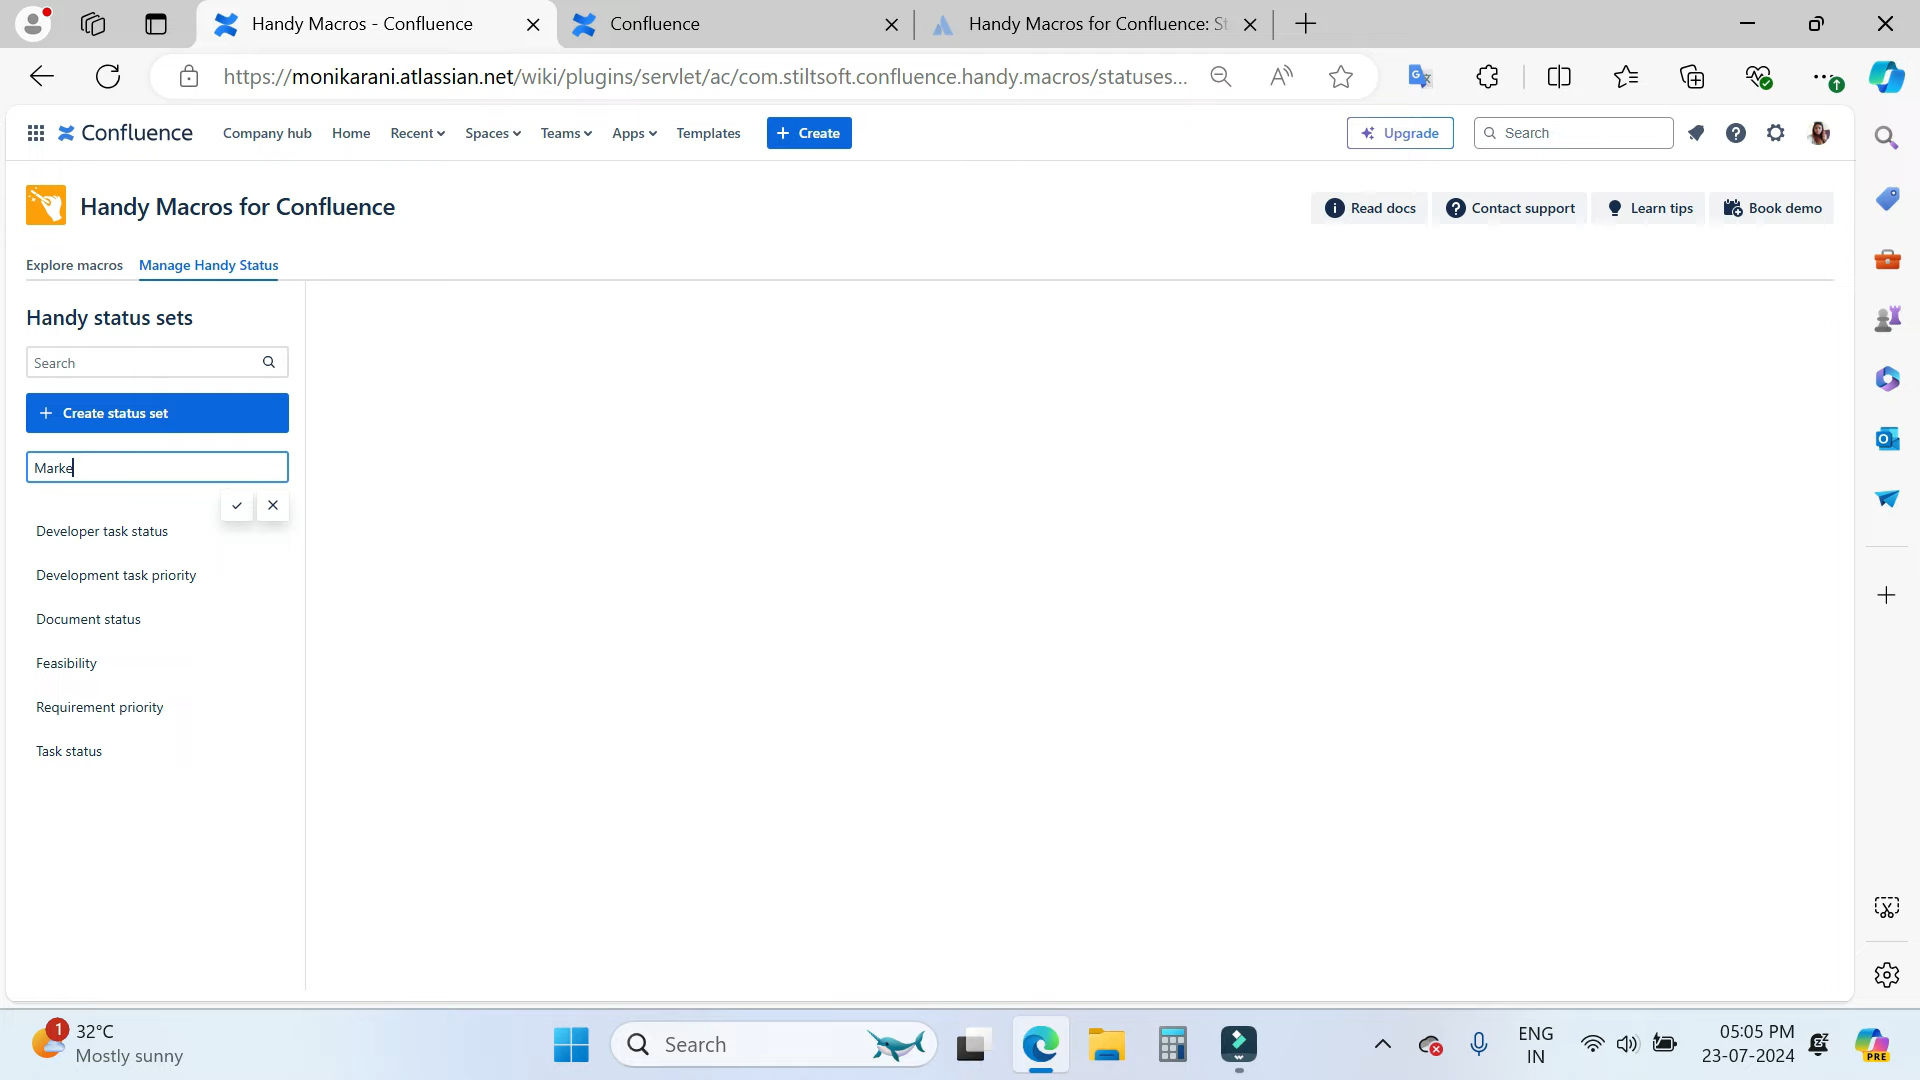 Handy Macros - Confluence
Confluence
Handy Macros for Confluence: St
https://monikarani.atlassian.net/wiki/plugins/servlet/ac/com.stiltsoft.confluence.handy.macros/statuses...
Confluence
Company hub
Home
Recent
Spaces
Teams
Apps
Templates
+ Create
Upgrade
Search
Handy Macros for Confluence
Read docs
Contact support
Learn tips
Book demo
Explore macros
Manage Handy Status
Handy status sets
Search
+ Create status set
Marke
Developer task status
Development task priority
Document status
Feasibility
Requirement priority
Task status
1
32°C
Mostly sunny
Search
ENG
IN
05:05 PM
23-07-2024
PRE